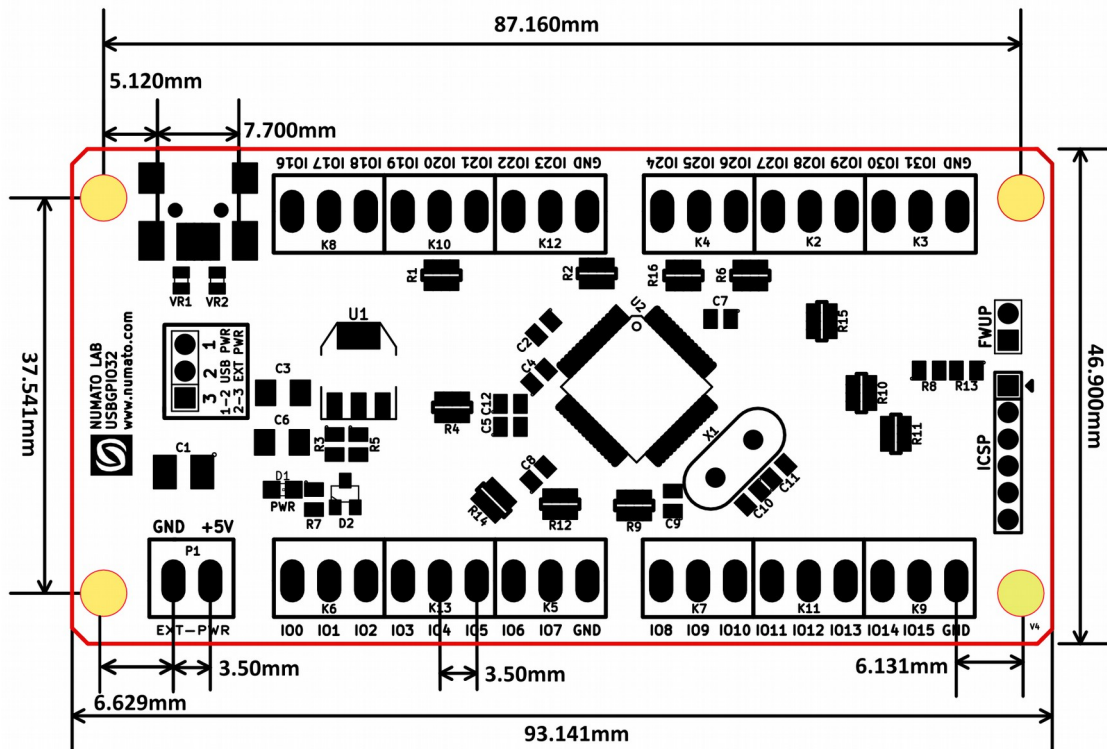 87.160mm
5.120mm
7.700mm
IO16 IO17 IO18 IO19 IO20 IO21 IO22 IO23 GND
IO24 IO25 IO26 IO27 IO28 IO29 IO30 IO31 GND
K8 K10 K12 K4 K2 K3
R1 R2 R16 R6
VR1 VR2
U1
U2
C7
R15
C2
C4
FWUP
37.541mm
46.900mm
NUMATO LAB
USBGPIO32
www.numato.com
1
2
3
1-2 USB PWR
2-3 EXT PWR
C3
R8 R13
R10
C12
C5
R4
C6
R3 R5
X1
R11
ICSP
C1
D1
PWR
R7
D2
C8
R14
R12
R9
C9
C10
C11
GND +5V
P1
K6 K13 K5 K7 K11 K9
EXT-PWR
IO0 IO1 IO2 IO3 IO4 IO5 IO6 IO7 GND
IO8 IO9 IO10 IO11 IO12 IO13 IO14 IO15 GND
V4
3.50mm
3.50mm
6.131mm
6.629mm
93.141mm